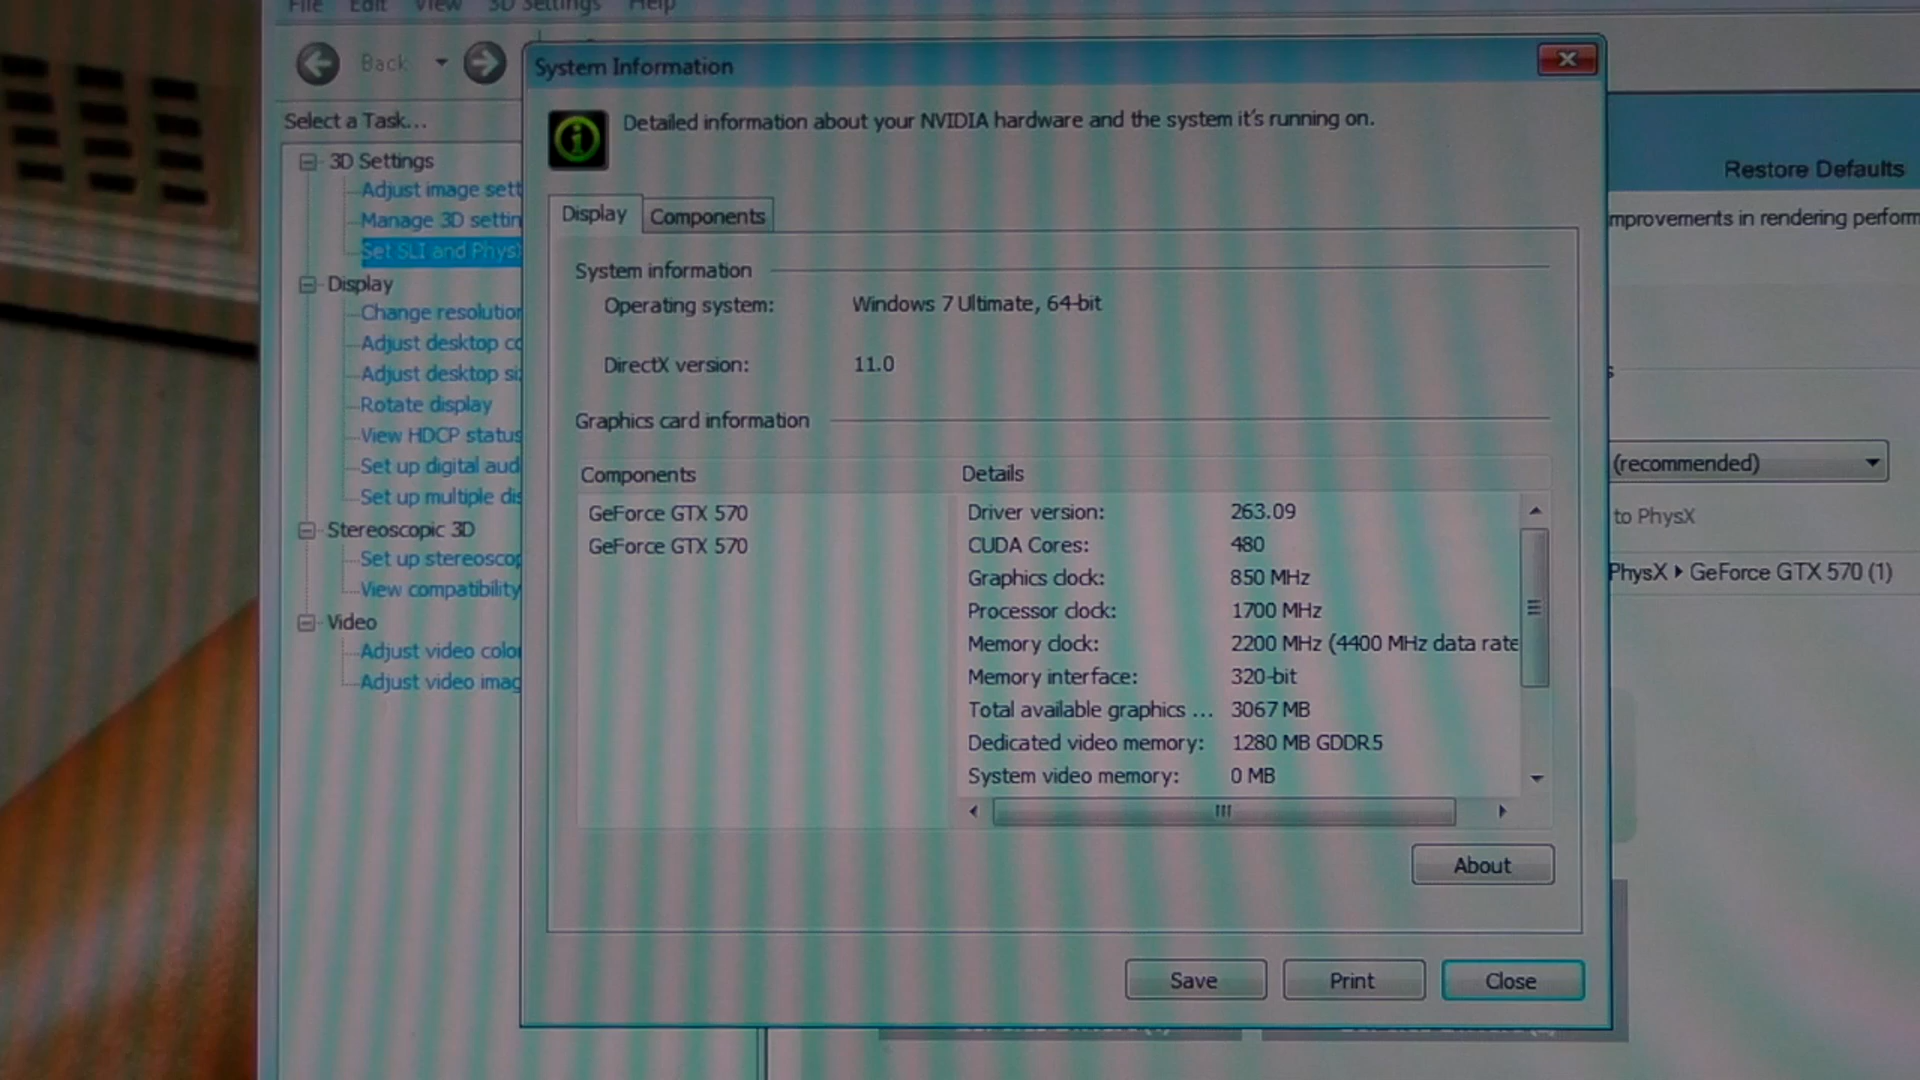 File Edit View 3D Settings Help
Back
System Information
Select a Task...
Detailed information about your NVIDIA hardware and the system it's running on.
3D Settings
Adjust image sett
Manage 3D settin
Set SLI and Phys
Display
Change resolution
Adjust desktop co
Adjust desktop si
Rotate display
View HDCP status
Set up digital aud
Set up multiple dis
Stereoscopic 3D
Set up stereoscop
View compatibility
Video
Adjust video color
Adjust video imag
Display Components
System information
Operating system: Windows 7 Ultimate, 64-bit
DirectX version: 11.0
Graphics card information
Components
GeForce GTX 570
GeForce GTX 570
Details
Driver version: 263.09
CUDA Cores: 480
Graphics clock: 850 MHz
Processor clock: 1700 MHz
Memory clock: 2200 MHz (4400 MHz data rate
Memory interface: 320-bit
Total available graphics ... 3067 MB
Dedicated video memory: 1280 MB GDDR5
System video memory: 0 MB
About
Save Print Close
Restore Defaults
mprovements in rendering perform
s
(recommended)
to PhysX
PhysX GeForce GTX 570 (1)